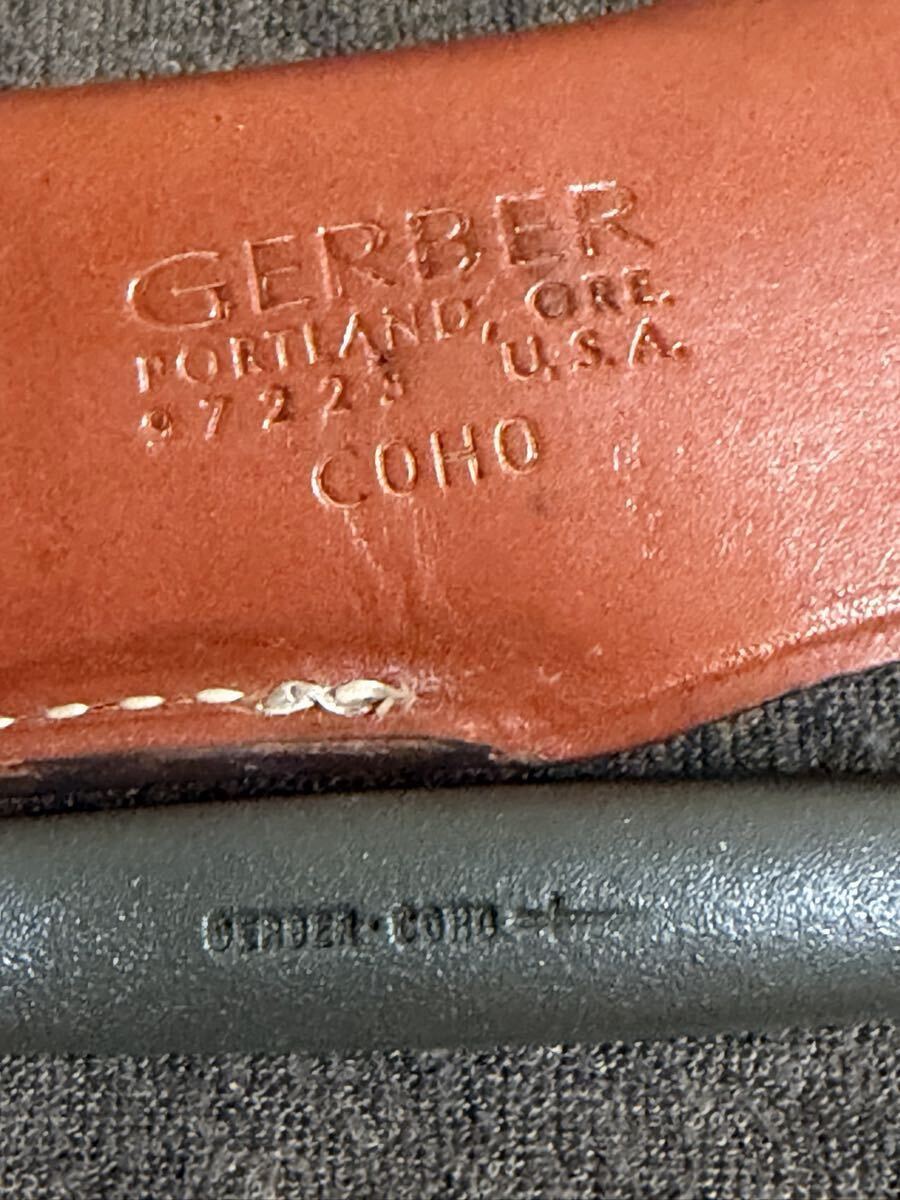 GERBER
PORTLAND, ORE.
97223 U.S.A.
COHO
GERBER·COHO